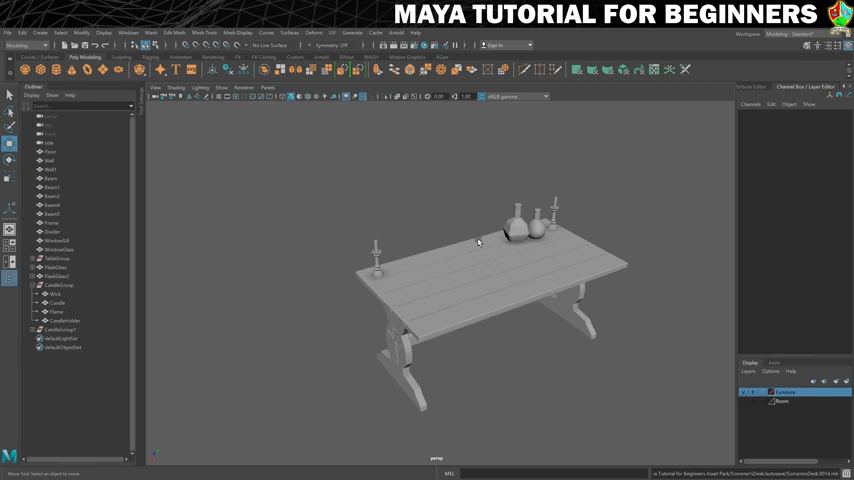 MAYA TUTORIAL FOR BEGINNERS
File Edit Create Select Modify Display Windows Mesh Edit Mesh Mesh Tools Mesh Display Curves Surfaces Deform UV Generate Cache Arnold Help
Workspace Modeling - Standard*
Modeling No Live Surface Symmetry: Off Sign In
Curves / Surfaces Poly Modeling Sculpting Rigging Animation Rendering FX FX Caching Custom Arnold Bifrost MASH Motion Graphics XGen
Outliner
Display Show Help
Search...
View Shading Lighting Show Renderer Panels
0.00 1.00 sRGB gamma
Attribute Editor Channel Box / Layer Editor
Channels Edit Object Show
persp
side
Floor
Wall
Wall1
Beam
Beam1
Beam2
Beam4
Beam5
Frame
Divider
WindowSill
WindowGlass
TableGroup
FlaskGlass
FlaskGlass2
CandleGroup
Wick
Candle
Flame
CandleHolder
CandleGroup1
defaultLightSet
defaultObjectSet
persp
Display Anim
Layers Options Help
V P Furniture
Room
Move Tool: Select an object to move.
MEL
Tutorial for Beginners Asset Pack/Sorcerer'sDesk/autosave/SorcerersDesk.0014.mb